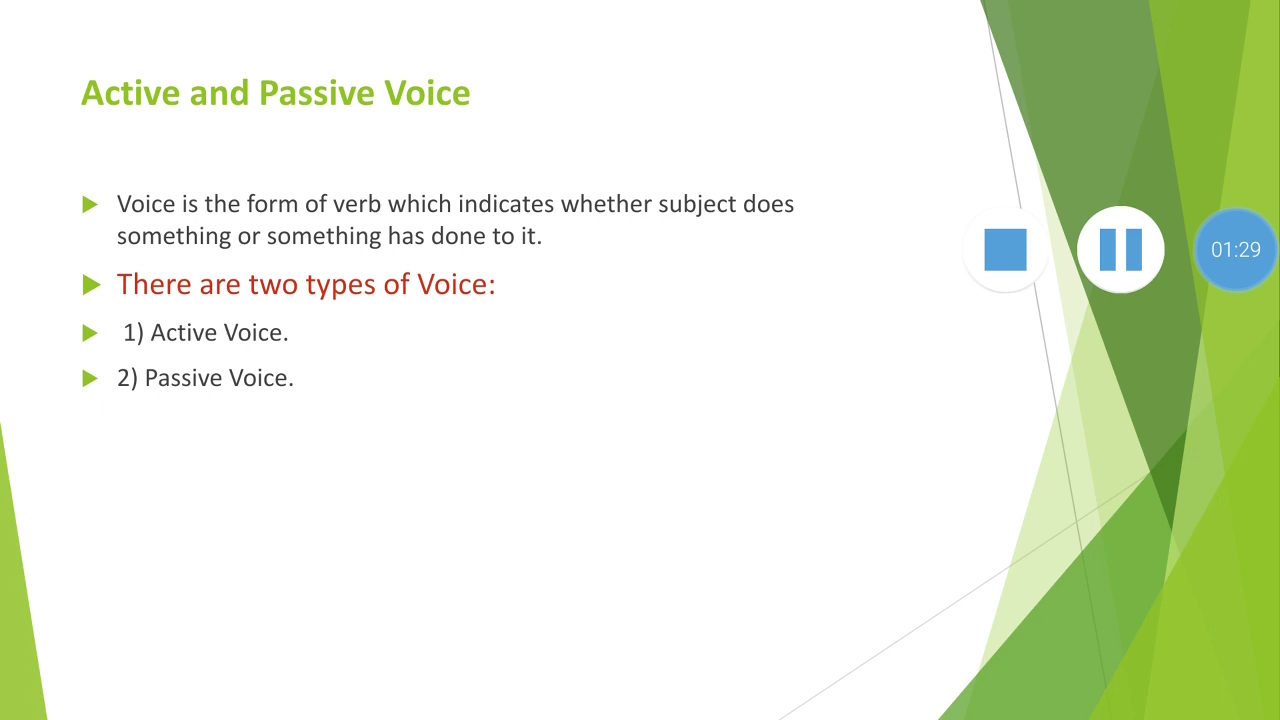 Active and Passive Voice
Voice is the form of verb which indicates whether subject does
something or something has done to it.
There are two types of Voice:
1) Active Voice.
2) Passive Voice.
01:29